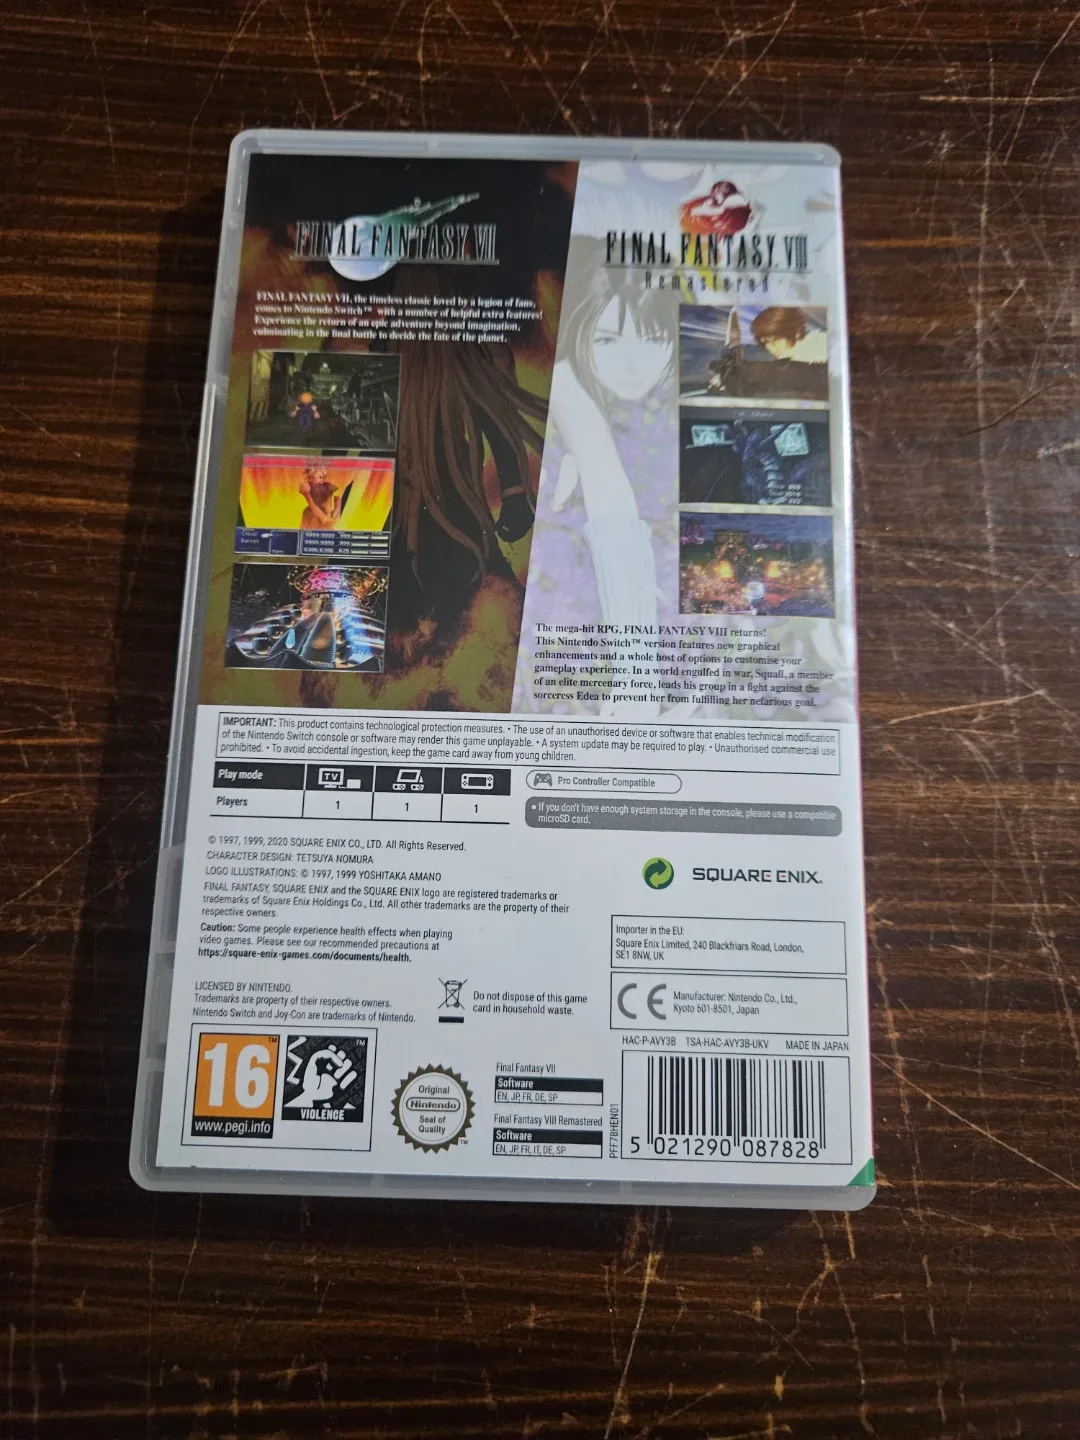 FINAL FANTASY VII
FINAL FANTASY VII, the timeless classic loved by a legion of fans,
comes to Nintendo Switch™ with a number of helpful extra features!
Experience the return of an epic adventure beyond imagination,
culminating in the final battle to decide the fate of the planet.
Cloud
Barret
FINAL FANTASY VIII
Remastered
The mega-hit RPG, FINAL FANTASY VIII returns!
This Nintendo Switch™ version features new graphical
enhancements and a whole host of options to customise your
gameplay experience. In a world engulfed in war, Squall, a member
of an elite mercenary force, leads his group in a fight against the
sorceress Edea to prevent her from fulfilling her nefarious goal.
IMPORTANT: This product contains technological protection measures. • The use of an unauthorised device or software that enables technical modification
of the Nintendo Switch console or software may render this game unplayable. • A system update may be required to play. • Unauthorised commercial use
prohibited. • To avoid accidental ingestion, keep the game card away from young children.
Play mode
TV
Players
1
1
1
Pro Controller Compatible
• If you don't have enough system storage in the console, please use a compatible
microSD card.
© 1997, 1999, 2020 SQUARE ENIX CO., LTD. All Rights Reserved.
CHARACTER DESIGN: TETSUYA NOMURA
LOGO ILLUSTRATIONS: © 1997, 1999 YOSHITAKA AMANO
FINAL FANTASY, SQUARE ENIX and the SQUARE ENIX logo are registered trademarks or
trademarks of Square Enix Holdings Co., Ltd. All other trademarks are the property of their
respective owners.
Caution: Some people experience health effects when playing
video games. Please see our recommended precautions at
https://square-enix-games.com/documents/health.
SQUARE ENIX.
Importer in the EU:
Square Enix Limited, 240 Blackfriars Road, London,
SE1 8NW, UK
LICENSED BY NINTENDO.
Trademarks are property of their respective owners.
Nintendo Switch and Joy-Con are trademarks of Nintendo.
Do not dispose of this game
card in household waste.
CE
Manufacturer: Nintendo Co., Ltd.,
Kyoto 601-8501, Japan
HAC-P-AVY3B TSA-HAC-AVY3B-UKV MADE IN JAPAN
16
™
www.pegi.info
™
VIOLENCE
Original
Nintendo
Seal of
Quality
™
Final Fantasy VII
Software
EN, JP, FR, DE, SP
Final Fantasy VIII Remastered
Software
EN, JP, FR, IT, DE, SP
PFF78HEN01
5 021290 087828